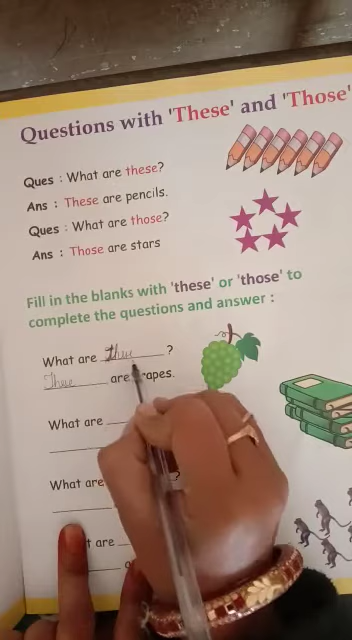 Questions with 'These' and 'Those'
Ques : What are these?
Ans : These are pencils.
Ques : What are those?
Ans : Those are stars
Fill in the blanks with 'these' or 'those' to
complete the questions and answer :
What are these ?
These are grapes.
What are
What are ?
are